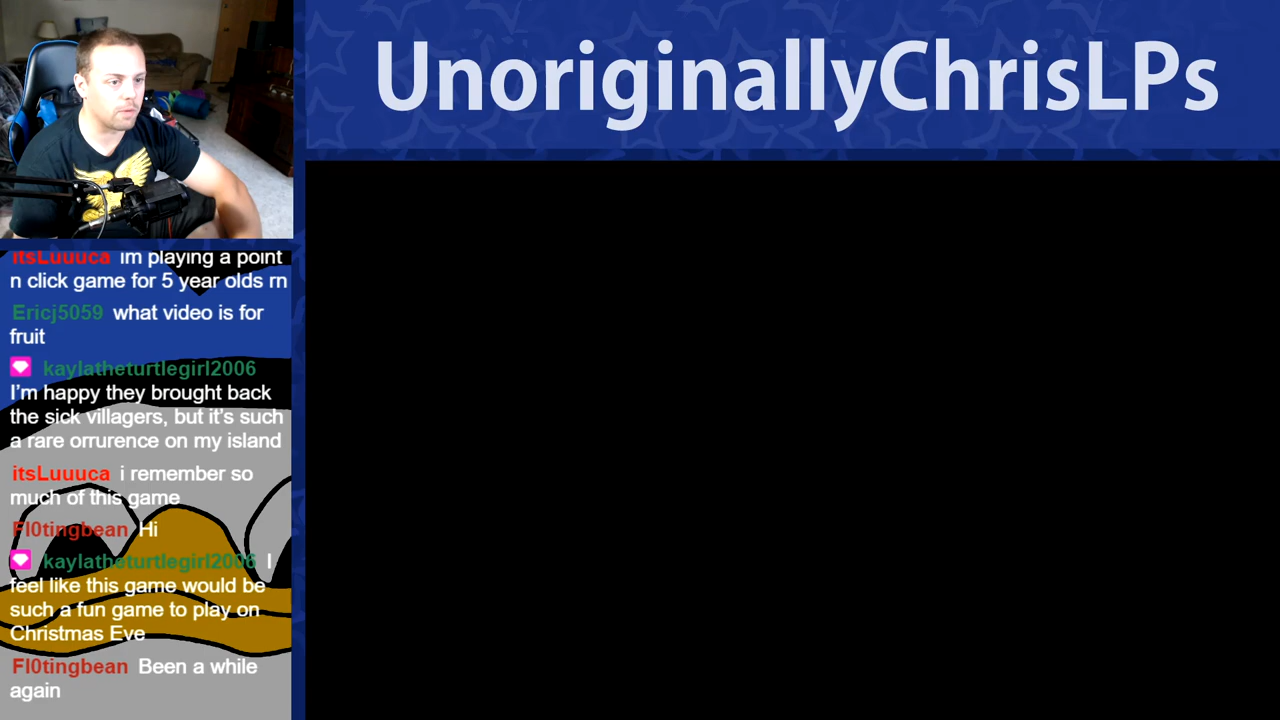 UnoriginallyChrisLPs
itsLuuuca im playing a point
n click game for 5 year olds rn
Ericj5059 what video is for
fruit
kaylatheturtlegirl2006
I'm happy they brought back
the sick villagers, but it's such
a rare orrurence on my island
itsLuuuca i remember so
much of this game
Fl0tingbean Hi
kaylatheturtlegirl2006 I
feel like this game would be
such a fun game to play on
Christmas Eve
Fl0tingbean Been a while
again